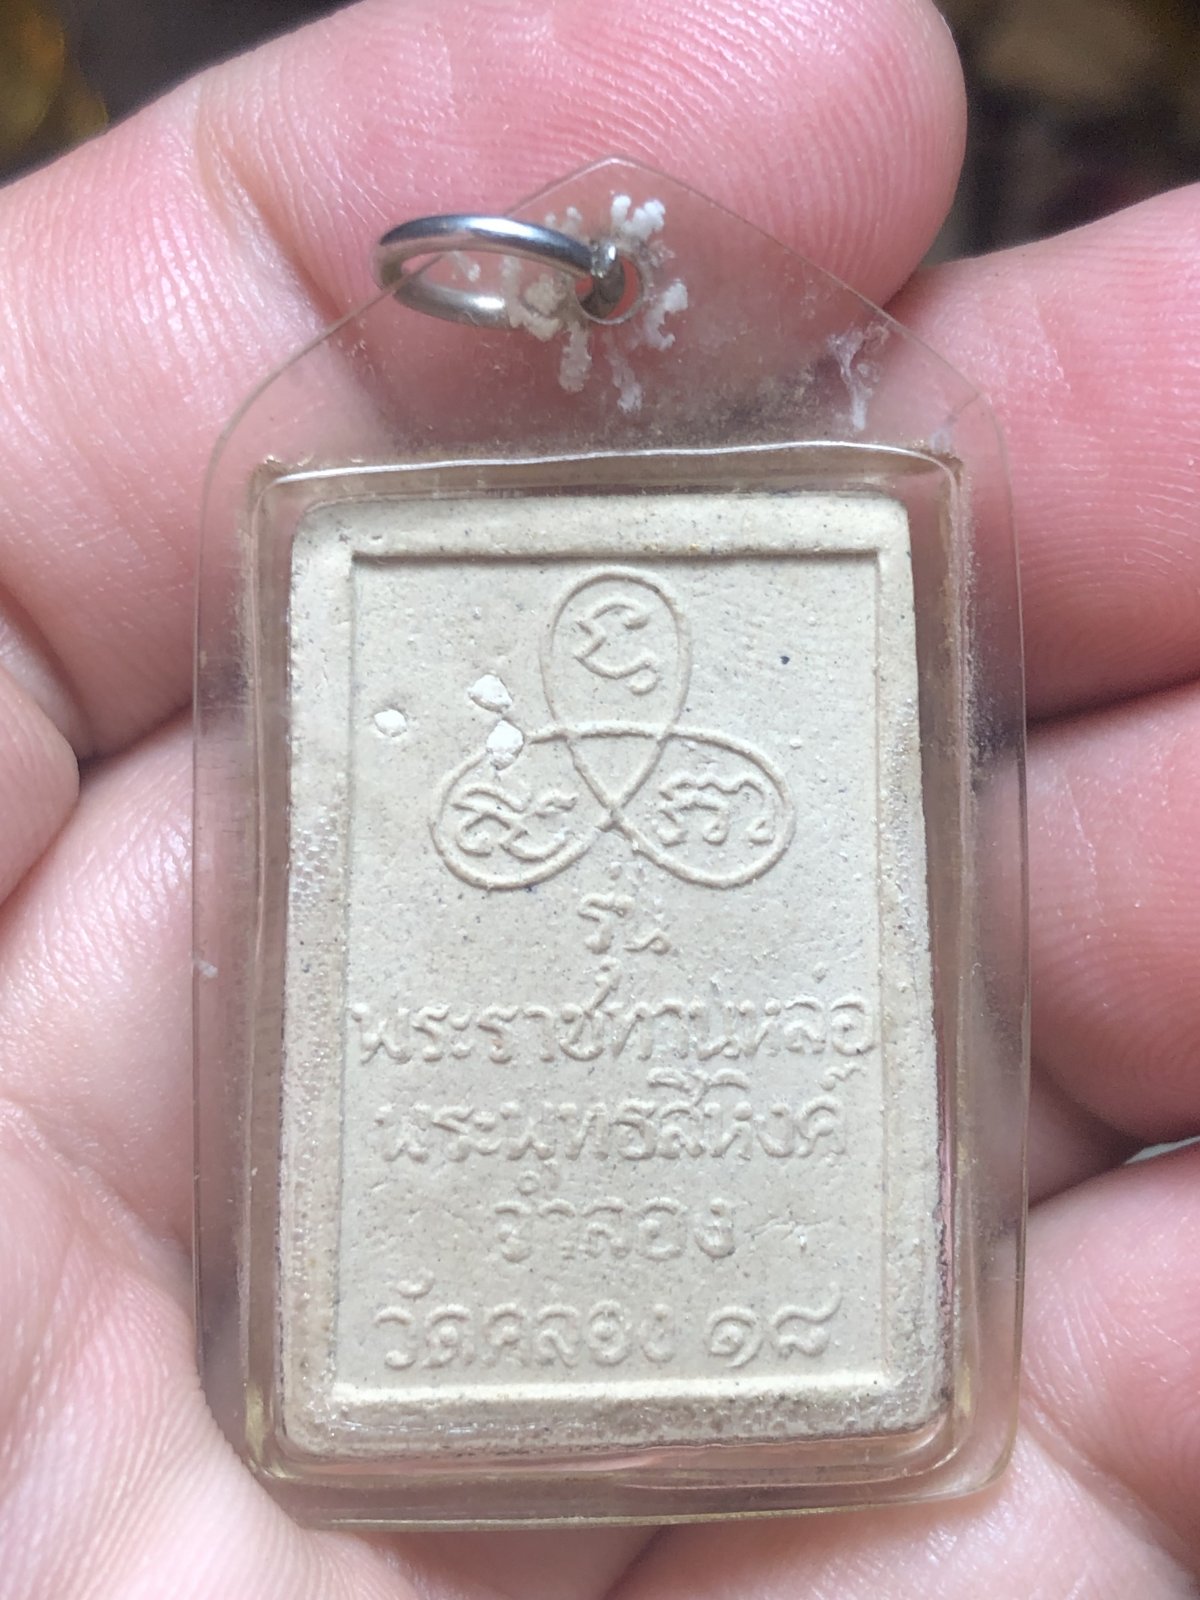 รุ่น
พระราชทานหล่อ
พระพุทธสิหิงค์
จำลอง
วัดคลอง ๑๘